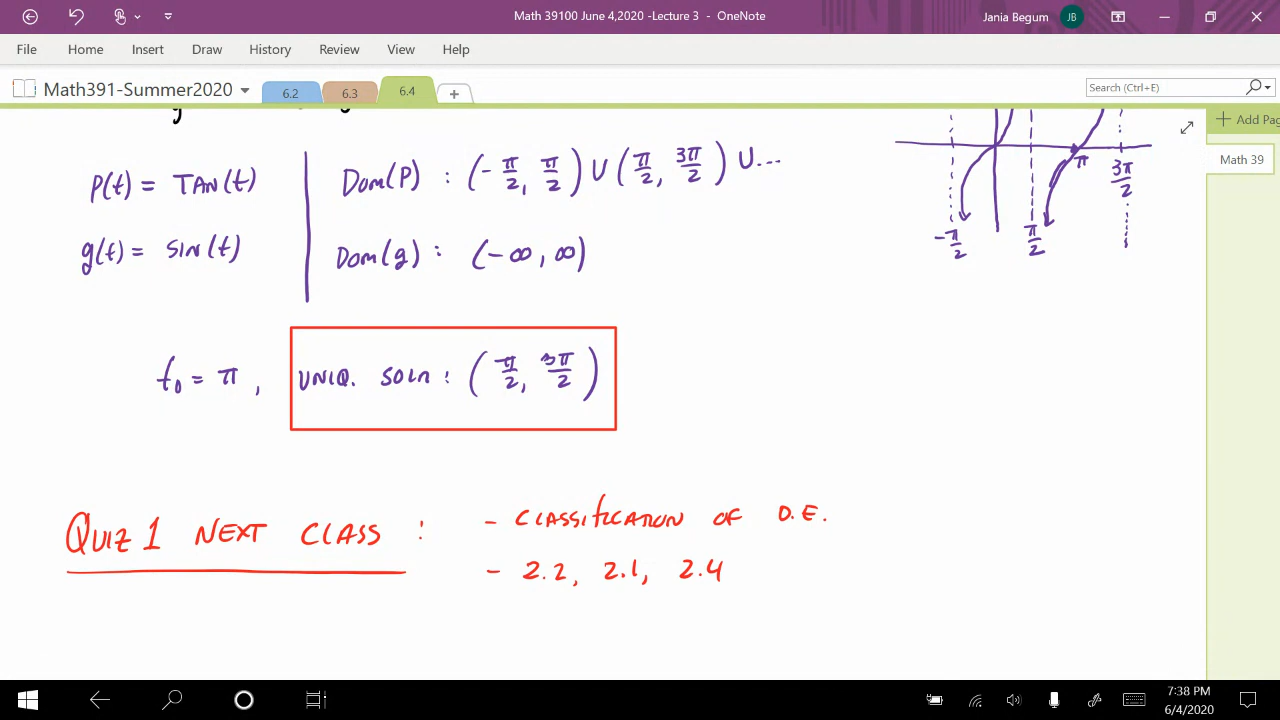 Math 39100 June 4,2020 -Lecture 3 - OneNote
Jania Begum JB
File Home Insert Draw History Review View Help
Math391-Summer2020 6.2 6.3 6.4
Search (Ctrl+E)
Add Pag
Math 39
P(t) = TAN(t) Dom(P) : (-π/2, π/2) ∪ (π/2, 3π/2) ∪...
π 3π/2
-π/2 π/2
g(t) = sin(t) Dom(g) : (-∞, ∞)
t₀ = π, UNIQ. SOLN : (π/2, 3π/2)
QUIZ 1 NEXT CLASS : - CLASSIFICATION OF D.E.
- 2.2, 2.1, 2.4
7:38 PM
6/4/2020